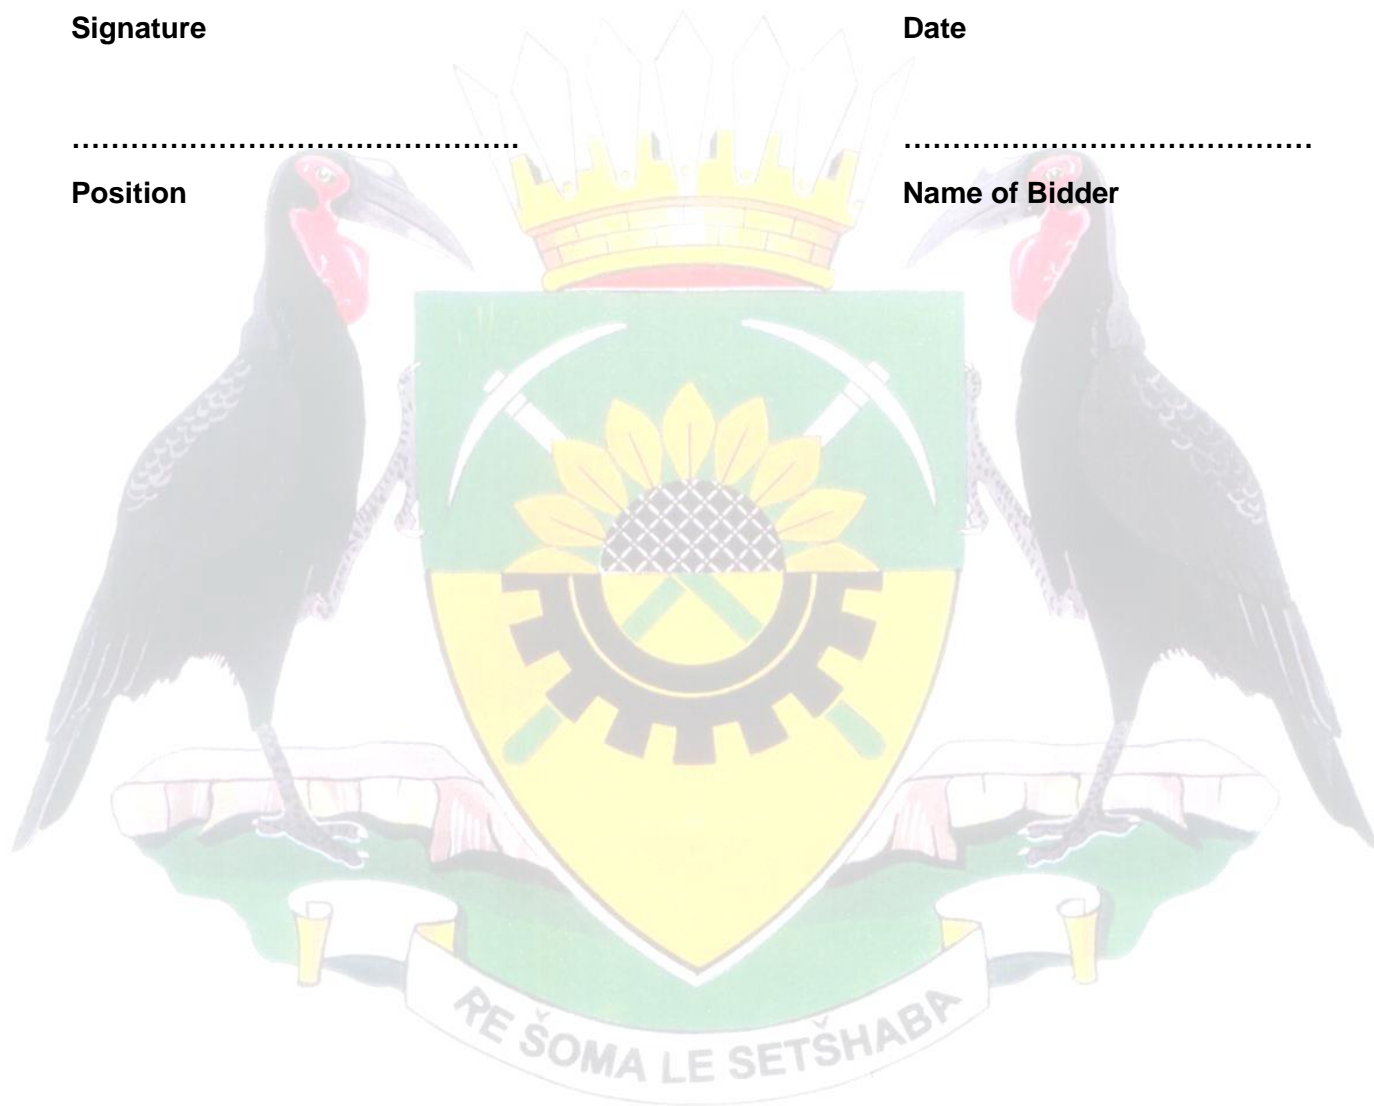 Signature Date
…………………………………………….. ……………………………………
Position Name of Bidder
RE ŠOMA LE SETŠHABA